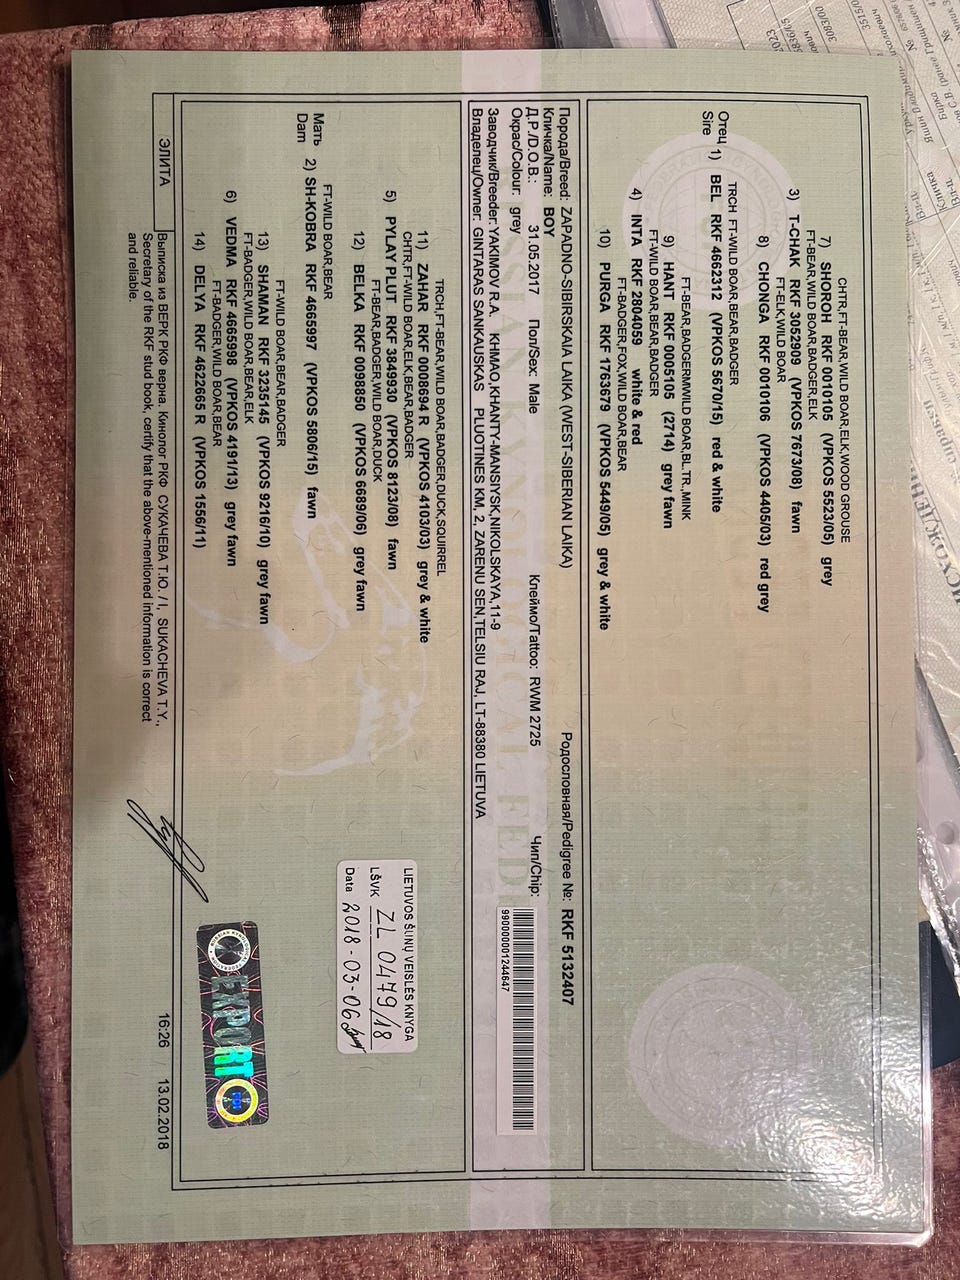 CHTR,FT-BEAR,WILD BOAR,ELK,WOOD GROUSE
7) SHOROH RKF 0010105 (VPKOS 5523/05) grey
FT-BEAR,WILD BOAR,BADGER,ELK
3) T-CHAK RKF 3052909 (VPKOS 7673/08) fawn
FT-ELK,WILD BOAR
8) CHONGA RKF 0010106 (VPKOS 4405/03) red grey
TRCH FT-WILD BOAR,BEAR,BADGER
Отец 1) BEL RKF 4662312 (VPKOS 5670/15) red & white
Sire
FT-BEAR,BADGERMWILD BOAR,BL.TR.,MINK
9) HANT RKF 0005105 (2714) grey fawn
FT-WILD BOAR,BEAR,BADGER
4) INTA RKF 2804059 white & red
FT-BADGER,FOX,WILD BOAR,BEAR
10) PURGA RKF 1763679 (VPKOS 5449/05) grey & white
Порода/Breed: ZAPADNO-SIBIRSKAIA LAIKA (WEST-SIBERIAN LAIKA) Родословная/Pedigree №: RKF 5132407
Кличка/Name: BOY
Д.Р./D.O.B.: 31.05.2017 Пол/Sex: Male Клеймо/Tattoo: RWM 2725 Чип/Chip:
990000001244647
Окрас/Colour: grey
Заводчик/Breeder: YAKIMOV R.A. KHMAO,KHANTY-MANSIYSK,NIKOLSKAYA,11-9
Владелец/Owner: GINTARAS SANKAUSKAS PLUOTINES KM, 2, ZARENU SEN,TELSIU RAJ, LT-88380 LIETUVA
TRCH,FT-BEAR,WILD BOAR,BADGER,DUCK,SQUIRREL
11) ZAHAR RKF 0008694 R (VPKOS 4103/03) grey & white
CHTR,FT-WILD BOAR,ELK,BEAR,BADGER
5) PYLAY PLUT RKF 3849930 (VPKOS 8123/08) fawn
FT-BEAR,BADGER,WILD BOAR,DUCK
12) BELKA RKF 0098850 (VPKOS 6689/06) grey fawn
FT-WILD BOAR,BEAR
Мать 2) SH-KOBRA RKF 4665997 (VPKOS 5806/15) fawn
Dam
FT-WILD BOAR,BEAR,BADGER
13) SHAMAN RKF 3235145 (VPKOS 9216/10) grey fawn
FT-BADGER,WILD BOAR,BEAR,ELK
6) VEDMA RKF 4665998 (VPKOS 4191/13) grey fawn
FT-BADGER,WILD BOAR,BEAR
14) DELYA RKF 4622665 R (VPKOS 1556/11)
LIETUVOS ŠUNŲ VEISLĖS KNYGA
LŠVK ZL 0479/18
Data 2018-03-06
EXPORT
ЭЛИТА
Выписка из ВЕРК РКФ верна. Кинолог РКФ СУКАЧЕВА Т.Ю. / I, SUKACHEVA T.Y.,
Secretary of the RKF stud book, certify that the above-mentioned information is correct
and reliable.
16:26 13.02.2018